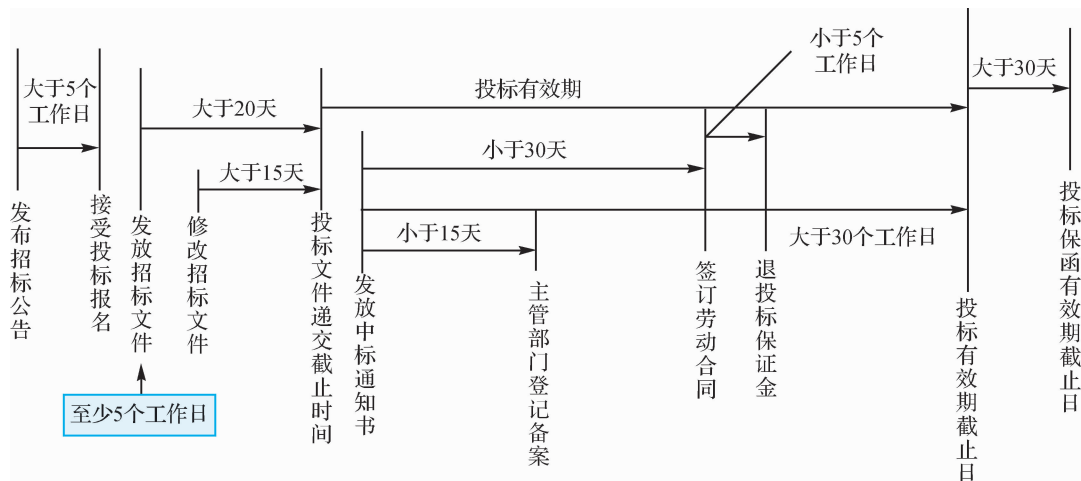 小于5个
工作日
大于30天
大于5个
工作日
投标有效期
大于20天
小于30天
大于15天
小于15天
大于30个工作日
发布招标公告
接受投标报名
发放招标文件
修改招标文件
投标文件递交截止时间
发放中标通知书
主管部门登记备案
签订劳动合同
退投标保证金
投标有效期截止日
投标保函有效期截止日
至少5个工作日